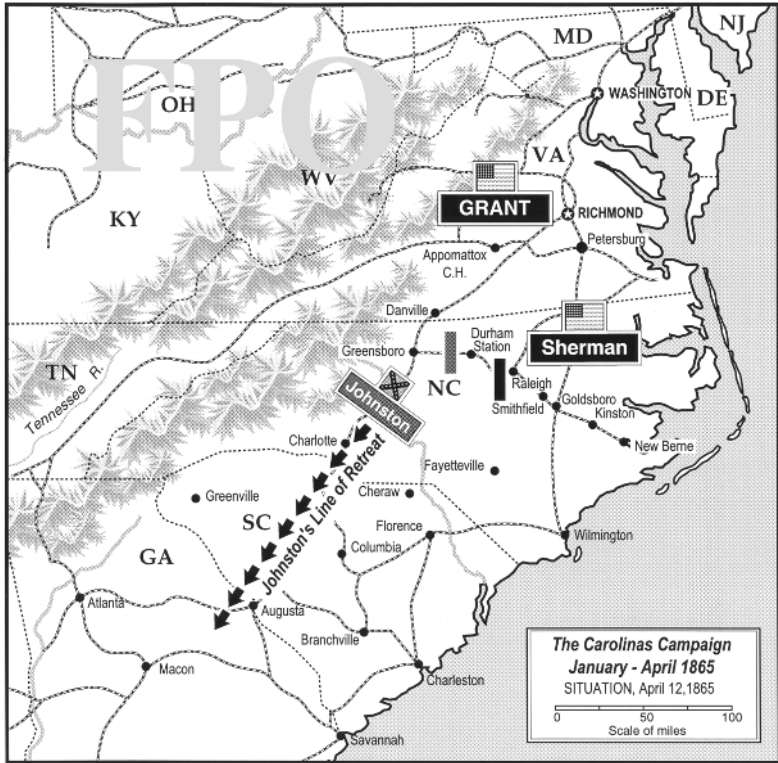 FPO
MD
NJ
OH
WASHINGTON
DE
WV
VA
KY
GRANT
RICHMOND
Appomattox
C.H.
Petersburg
Danville
Sherman
Greensboro
Durham
Station
TN
Tennessee R.
NC
Raleigh
Johnston
Smithfield
Goldsboro
Kinston
Charlotte
New Berne
Johnston's Line of Retreat
Fayetteville
Greenville
Cheraw
SC
Florence
Wilmington
GA
Columbia
Atlanta
Augusta
Branchville
Macon
Charleston
Savannah
The Carolinas Campaign
January - April 1865
SITUATION, April 12,1865
0 50 100
Scale of miles